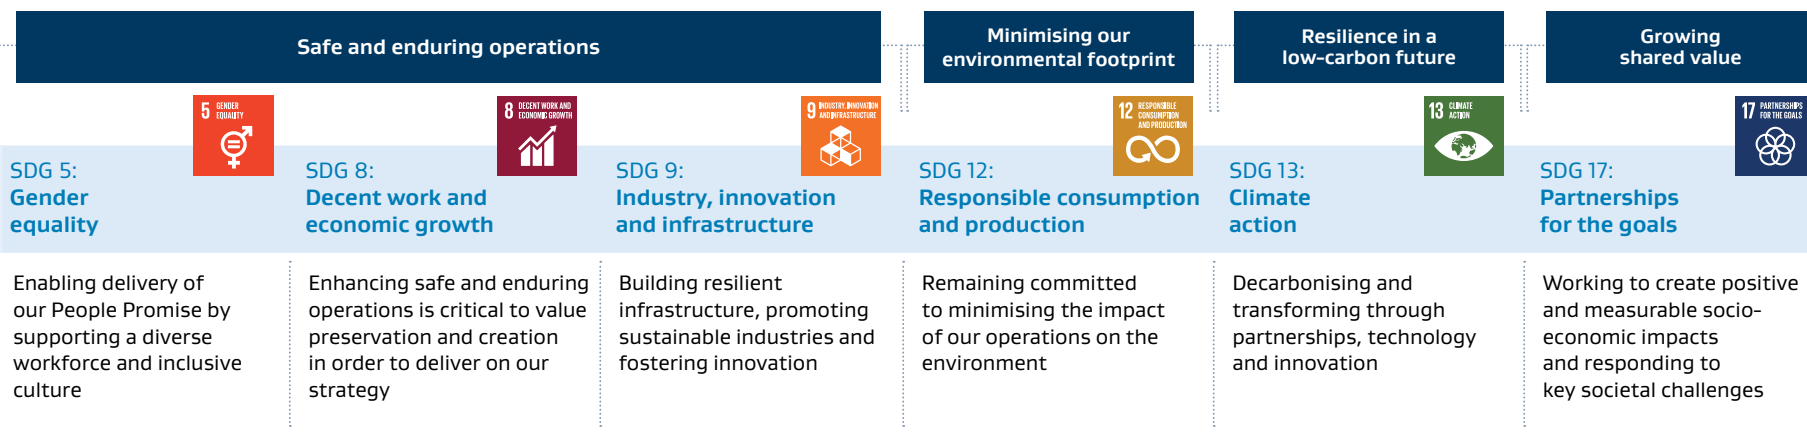 Safe and enduring operations
Minimising our
environmental footprint
Resilience in a
low-carbon future
Growing
shared value
5 GENDER
EQUALITY
8 DECENT WORK AND
ECONOMIC GROWTH
9 INDUSTRY, INNOVATION
AND INFRASTRUCTURE
12 RESPONSIBLE
CONSUMPTION
AND PRODUCTION
13 CLIMATE
ACTION
17 PARTNERSHIPS
FOR THE GOALS
SDG 5:
Gender
equality
SDG 8:
Decent work and
economic growth
SDG 9:
Industry, innovation
and infrastructure
SDG 12:
Responsible consumption
and production
SDG 13:
Climate
action
SDG 17:
Partnerships
for the goals
Enabling delivery of
our People Promise by
supporting a diverse
workforce and inclusive
culture
Enhancing safe and enduring
operations is critical to value
preservation and creation
in order to deliver on our
strategy
Building resilient
infrastructure, promoting
sustainable industries and
fostering innovation
Remaining committed
to minimising the impact
of our operations on the
environment
Decarbonising and
transforming through
partnerships, technology
and innovation
Working to create positive
and measurable socio-
economic impacts
and responding to
key societal challenges